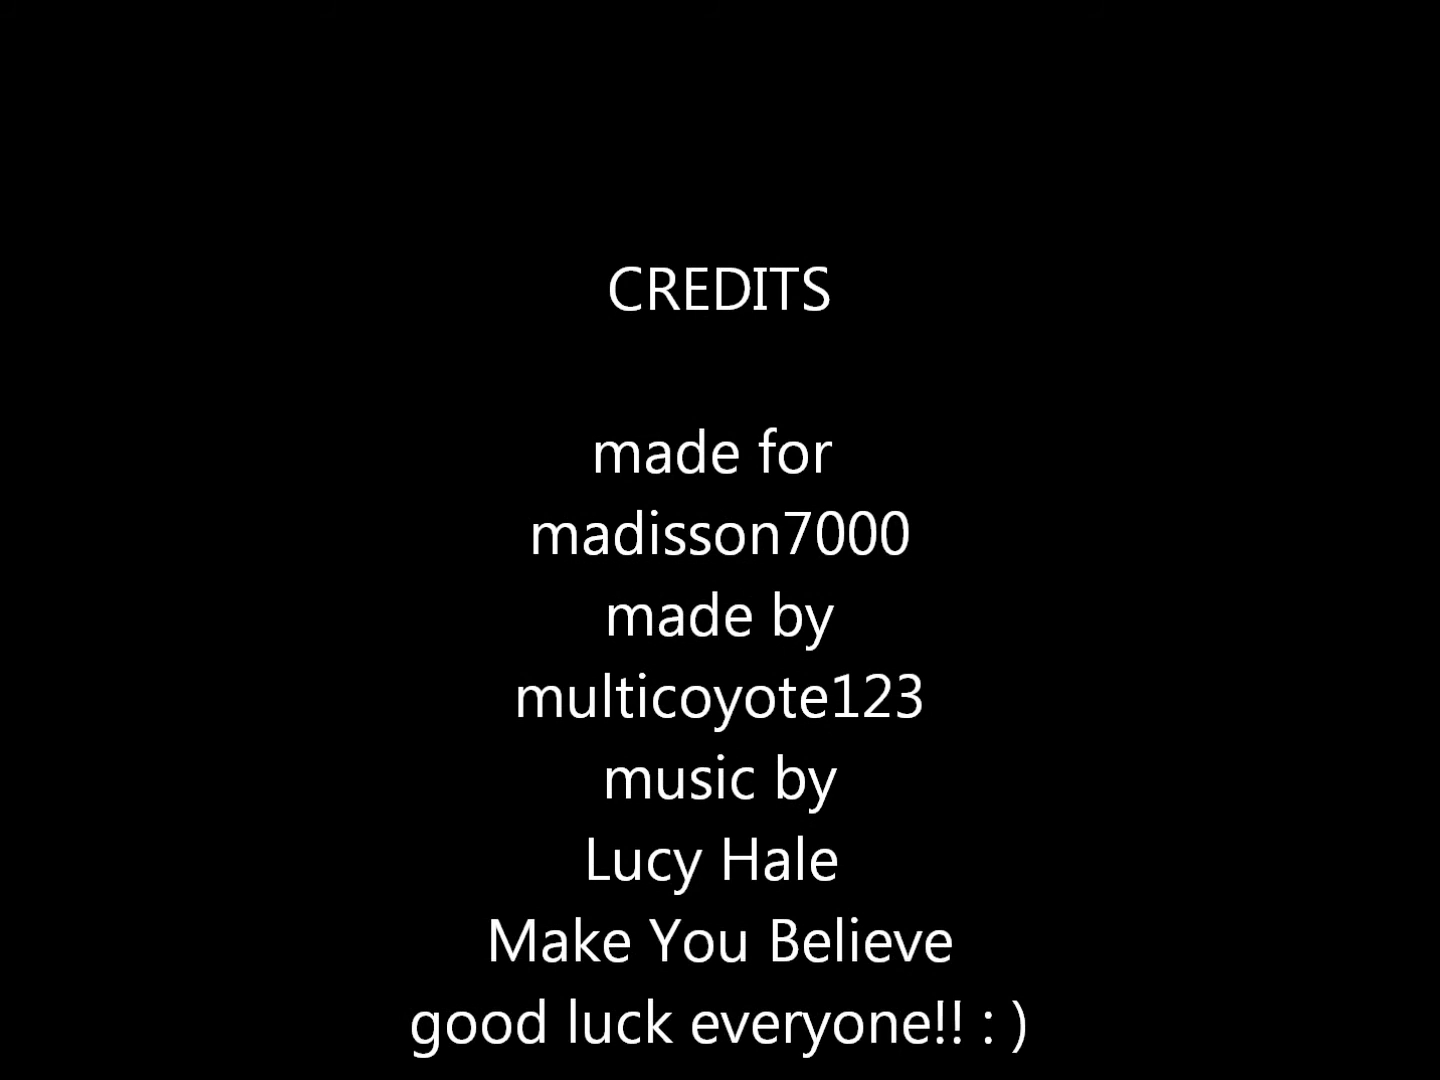 CREDITS
made for
madisson7000
made by
multicoyote123
music by
Lucy Hale
Make You Believe
good luck everyone!! : )